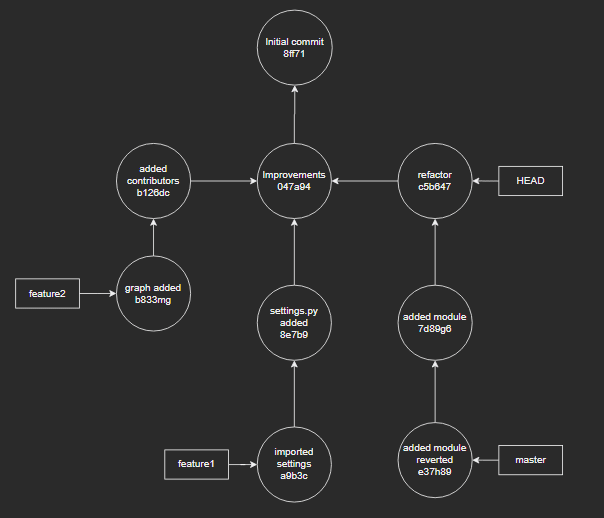 Initial commit
8ff71
added
contributors
b126dc
Improvements
047a94
refactor
c5b647
HEAD
feature2
graph added
b833mg
settings.py
added
8e7b9
added module
7d89g6
feature1
imported
settings
a9b3c
added module
reverted
e37h89
master